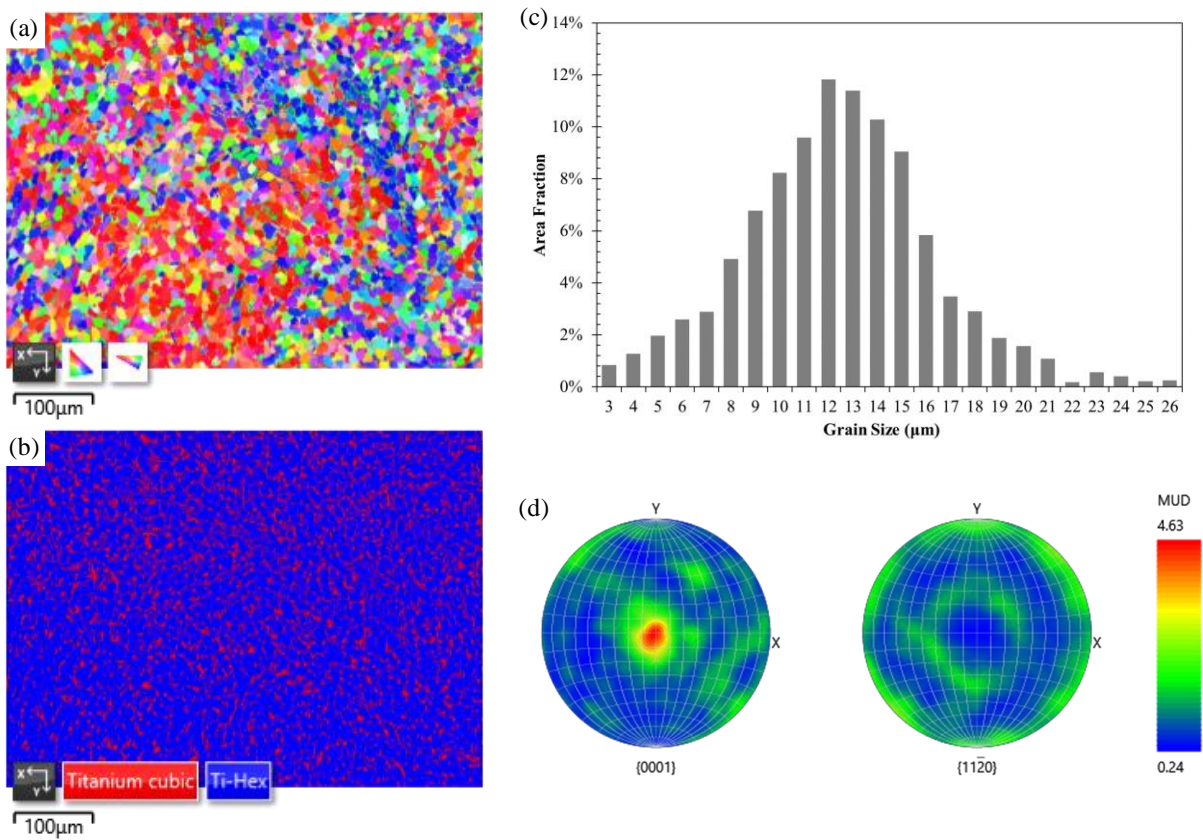 (a)
X
Y
100µm
(b)
Titanium cubic
Ti-Hex
X
Y
100µm
(c)
14%
12%
10%
8%
6%
4%
2%
0%
Area Fraction
3 4 5 6 7 8 9 10 11 12 13 14 15 16 17 18 19 20 21 22 23 24 25 26
Grain Size (µm)
(d)
Y
X
{0001}
Y
X
{112̅0}
MUD
4.63
0.24